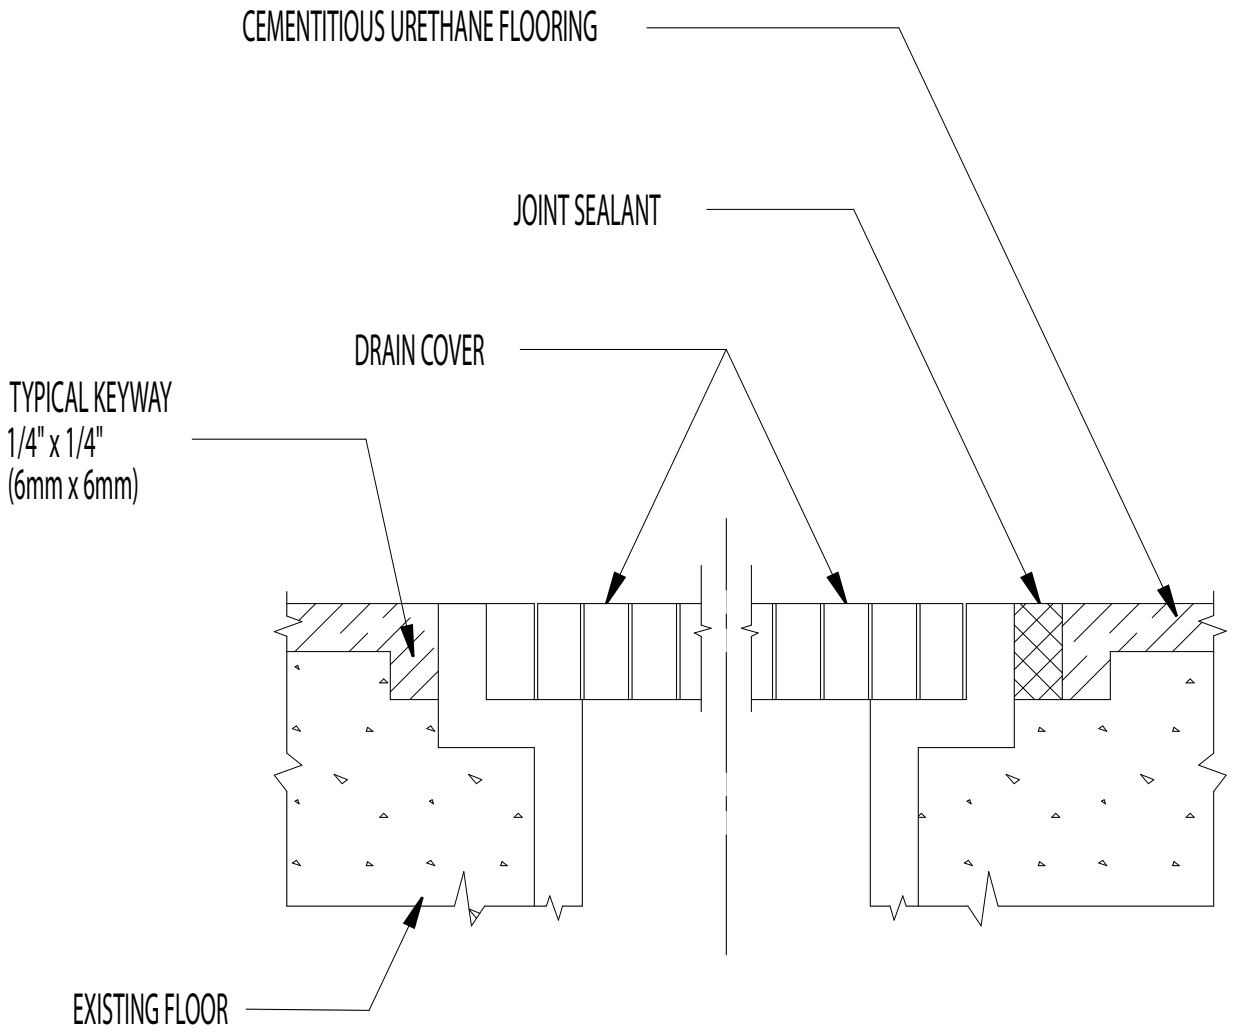 CEMENTITIOUS URETHANE FLOORING
JOINT SEALANT
DRAIN COVER
TYPICAL KEYWAY
1/4" x 1/4"
(6mm x 6mm)
EXISTING FLOOR